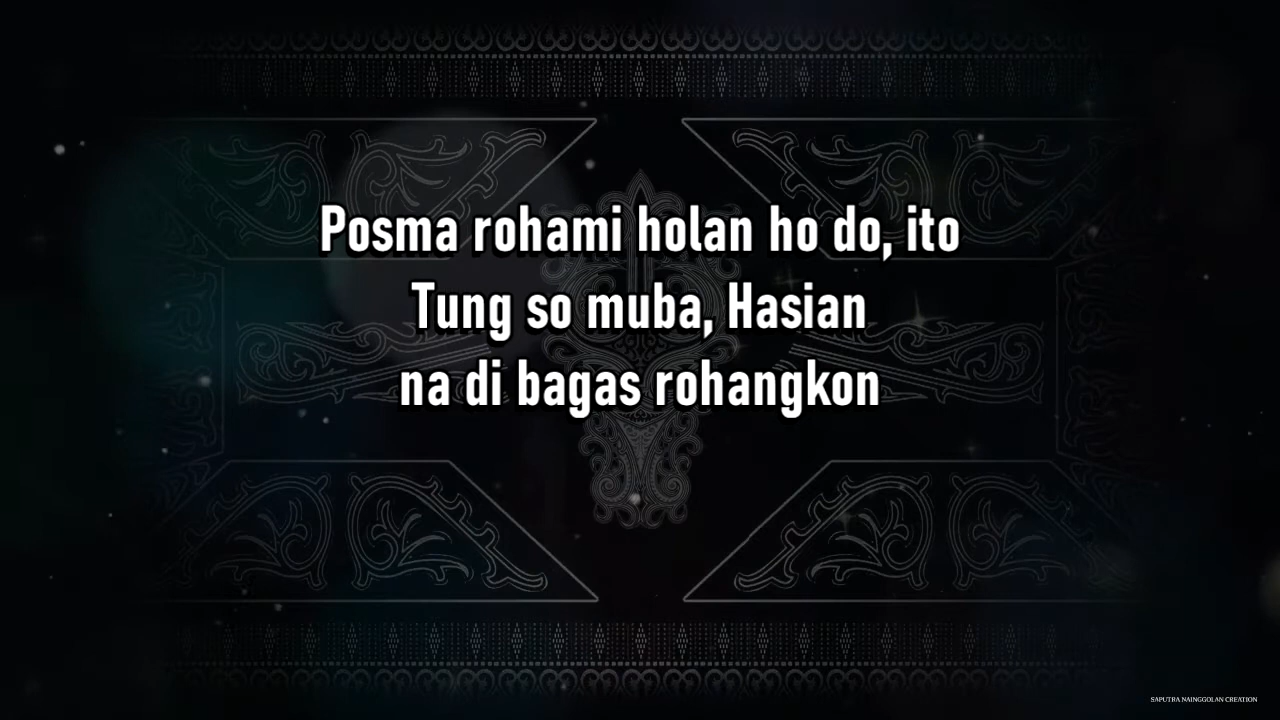 Posma rohami holan ho do, ito
Tung so muba, Hasian
na di bagas rohangkon
SAPUTRA NAINGGOLAN CREATION